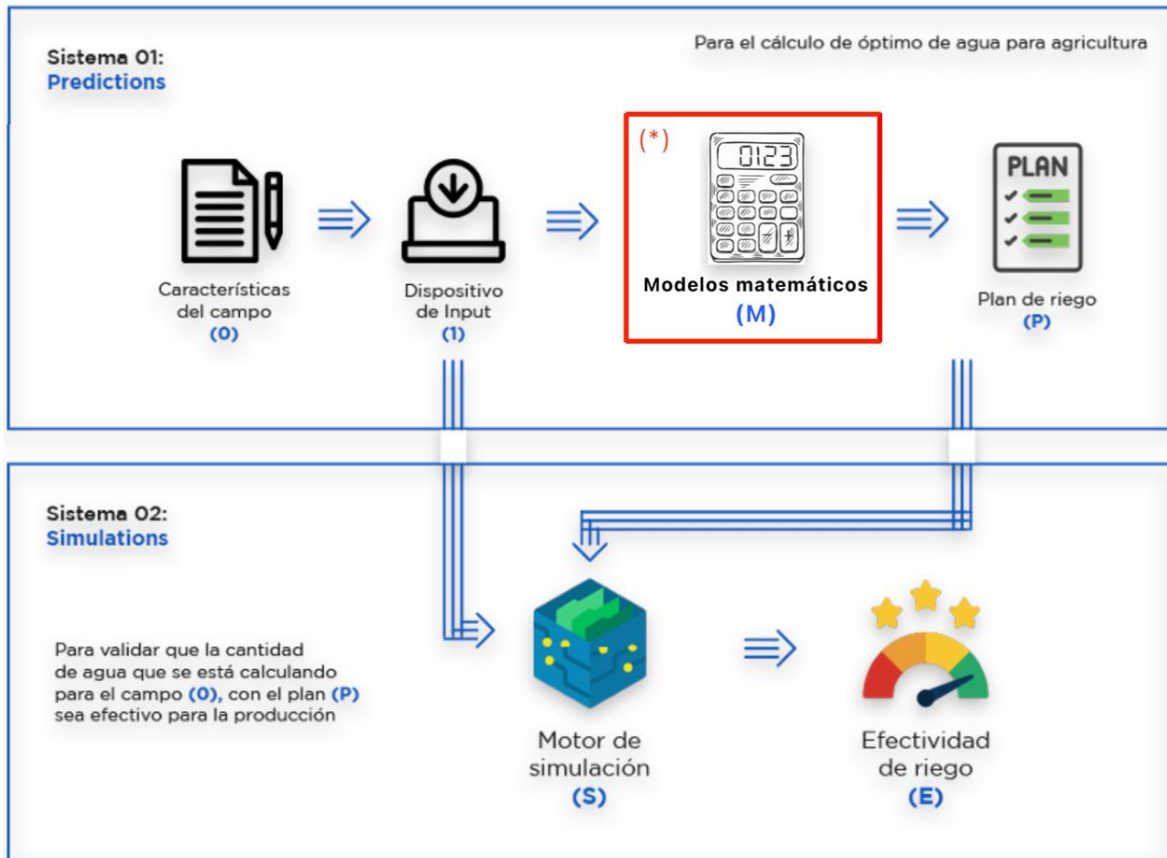 Sistema 01:
Predictions
Para el cálculo de óptimo de agua para agricultura
Características
del campo
(0)
Dispositivo
de Input
(1)
(*)
0123
Modelos matemáticos
(M)
PLAN
Plan de riego
(P)
Sistema 02:
Simulations
Para validar que la cantidad
de agua que se está calculando
para el campo (0), con el plan (P)
sea efectivo para la producción
Motor de
simulación
(S)
Efectividad
de riego
(E)